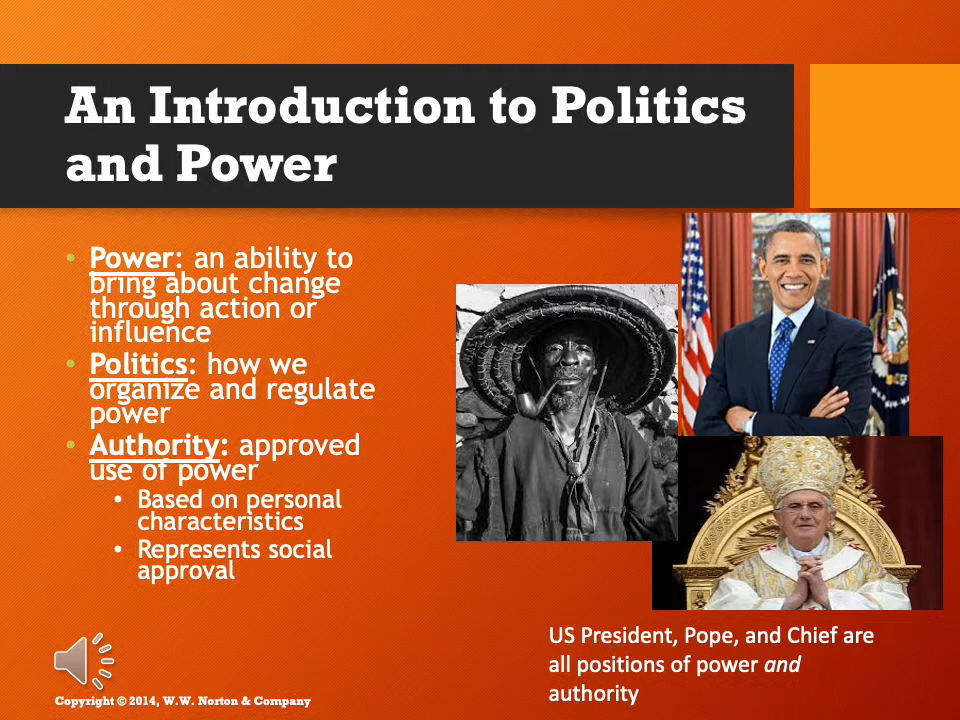 An Introduction to Politics
and Power
• Power: an ability to
bring about change
through action or
influence
• Politics: how we
organize and regulate
power
• Authority: approved
use of power
• Based on personal
characteristics
• Represents social
approval
US President, Pope, and Chief are
all positions of power and
authority
Copyright © 2014, W.W. Norton & Company